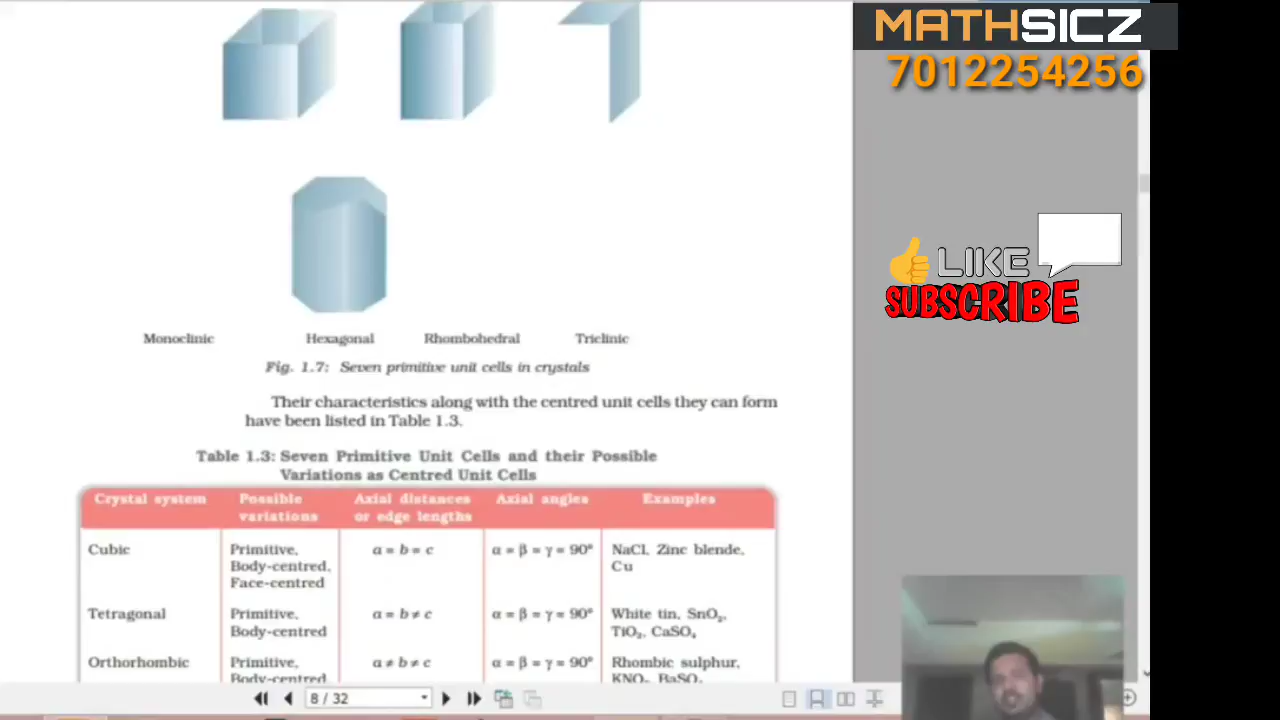 MATHSICZ
7012254256
LIKE
SUBSCRIBE
Monoclinic Hexagonal Rhombohedral Triclinic
Fig. 1.7: Seven primitive unit cells in crystals
Their characteristics along with the centred unit cells they can form
have been listed in Table 1.3.
Table 1.3: Seven Primitive Unit Cells and their Possible
Variations as Centred Unit Cells
Crystal system Possible variations Axial distances or edge lengths Axial angles Examples
Cubic Primitive, Body-centred, Face-centred a = b = c α = β = γ = 90° NaCl, Zinc blende, Cu
Tetragonal Primitive, Body-centred a = b ≠ c α = β = γ = 90° White tin, SnO₂, TiO₂, CaSO₄
Orthorhombic Primitive, Body-centred a ≠ b ≠ c α = β = γ = 90° Rhombic sulphur, KNO₃, BaSO₄
8 / 32